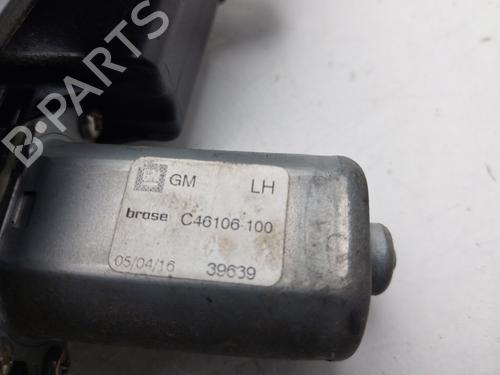 GM LH
brose C46106-100
05/04/16 39639
B-PARTS